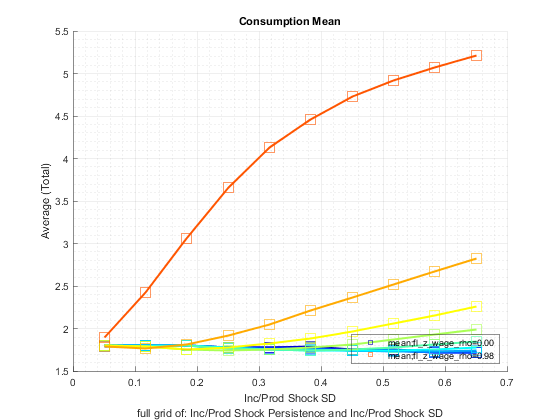 Consumption Mean
Average (Total)
5.5
5
4.5
4
3.5
3
2.5
2
1.5
0 0.1 0.2 0.3 0.4 0.5 0.6 0.7
mean;fl_z_wage_rho=0.00
mean;fl_z_wage_rho=0.98
Inc/Prod Shock SD
full grid of: Inc/Prod Shock Persistence and Inc/Prod Shock SD